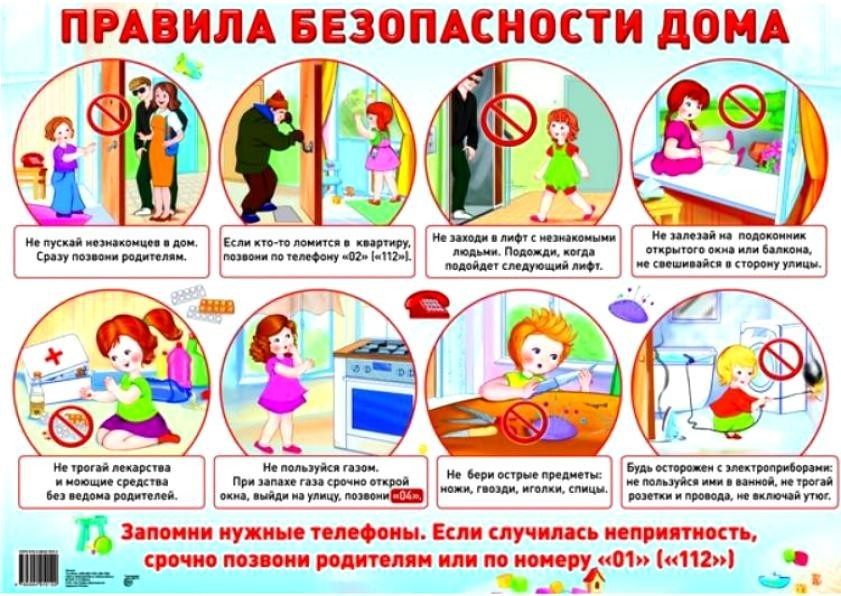 ПРАВИЛА БЕЗОПАСНОСТИ ДОМА
Не пускай незнакомцев в дом.
Сразу позвони родителям.
Если кто-то ломится в квартиру,
позвони по телефону «02» («112»).
Не заходи в лифт с незнакомыми
людьми. Подожди, когда
подойдет следующий лифт.
Не залезай на подоконник
открытого окна или балкона,
не свешивайся в сторону улицы.
Не трогай лекарства
и моющие средства
без ведома родителей.
Не пользуйся газом.
При запахе газа срочно открой
окна, выйди на улицу, позвони «04».
Не бери острые предметы:
ножи, гвозди, иголки, спицы.
Будь осторожен с электроприборами:
не пользуйся ими в ванной, не трогай
розетки и провода, не включай утюг.
Запомни нужные телефоны. Если случилась неприятность,
срочно позвони родителям или по номеру «01» («112»)